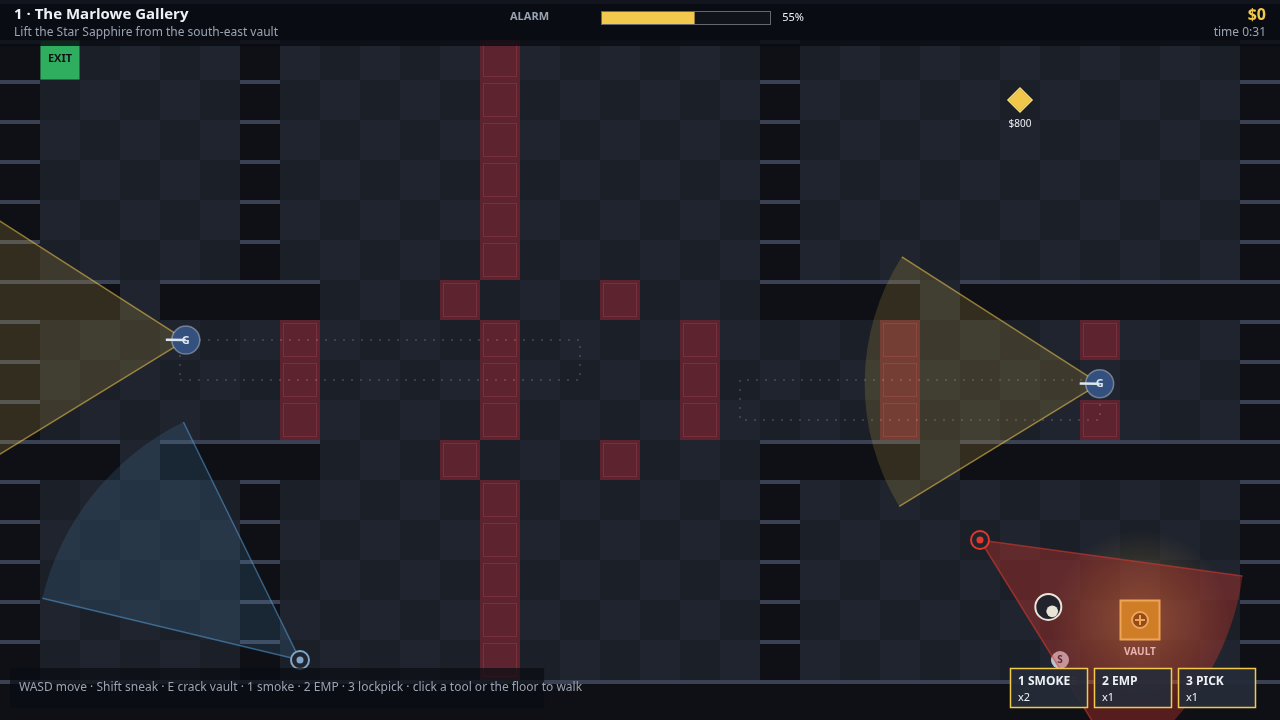 1 · The Marlowe Gallery
Lift the Star Sapphire from the south-east vault
ALARM
55%
$0
time 0:31
EXIT
$800
G
G
VAULT
S
WASD move · Shift sneak · E crack vault · 1 smoke · 2 EMP · 3 lockpick · click a tool or the floor to walk
1 SMOKE
x2
2 EMP
x1
3 PICK
x1